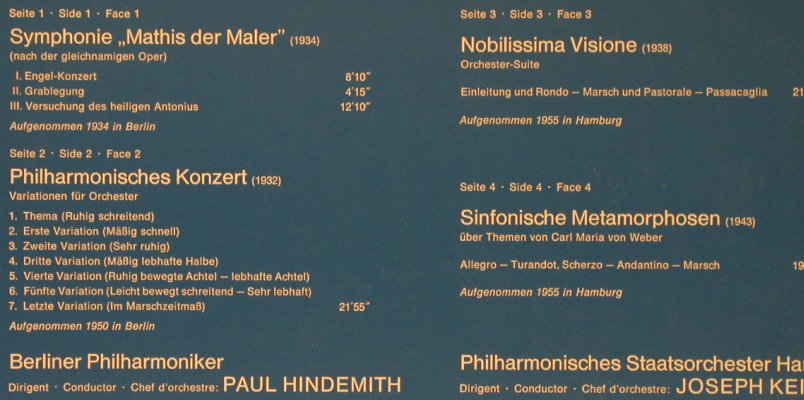 Seite 1 · Side 1 · Face 1
Symphonie „Mathis der Maler” (1934)
(nach der gleichnamigen Oper)
I. Engel-Konzert 8′10″
II. Grablegung 4′15″
III. Versuchung des heiligen Antonius 12′10″
Aufgenommen 1934 in Berlin
Seite 2 · Side 2 · Face 2
Philharmonisches Konzert (1932)
Variationen für Orchester
1. Thema (Ruhig schreitend)
2. Erste Variation (Mäßig schnell)
3. Zweite Variation (Sehr ruhig)
4. Dritte Variation (Mäßig lebhafte Halbe)
5. Vierte Variation (Ruhig bewegte Achtel — lebhafte Achtel)
6. Fünfte Variation (Leicht bewegt schreitend — Sehr lebhaft)
7. Letzte Variation (Im Marschzeitmaß) 21′55″
Aufgenommen 1950 in Berlin
Berliner Philharmoniker
Dirigent · Conductor · Chef d'orchestre: PAUL HINDEMITH
Seite 3 · Side 3 · Face 3
Nobilissima Visione (1938)
Orchester-Suite
Einleitung und Rondo — Marsch und Pastorale — Passacaglia 21
Aufgenommen 1955 in Hamburg
Seite 4 · Side 4 · Face 4
Sinfonische Metamorphosen (1943)
über Themen von Carl Maria von Weber
Allegro — Turandot, Scherzo — Andantino — Marsch 19
Aufgenommen 1955 in Hamburg
Philharmonisches Staatsorchester Ha
Dirigent · Conductor · Chef d'orchestre: JOSEPH KEI